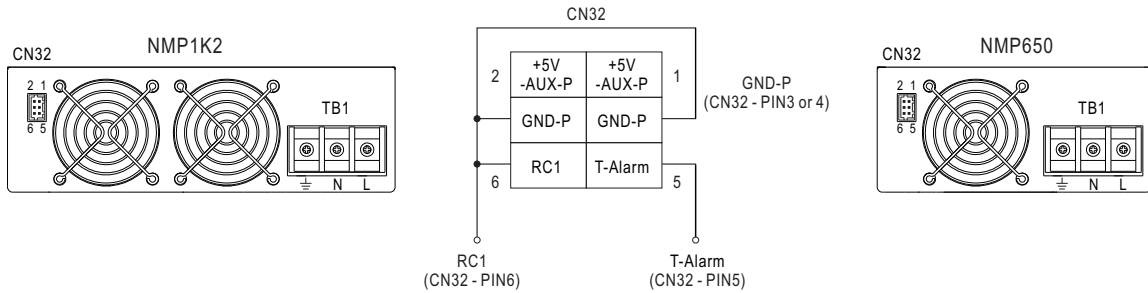 CN32
NMP1K2
CN32
2 1
6 5
TB1
N L
CN32
2
+5V
-AUX-P
+5V
-AUX-P
1
GND-P
GND-P
6
RC1
T-Alarm
5
GND-P
(CN32 - PIN3 or 4)
RC1
(CN32 - PIN6)
T-Alarm
(CN32 - PIN5)
NMP650
CN32
2 1
6 5
TB1
N L